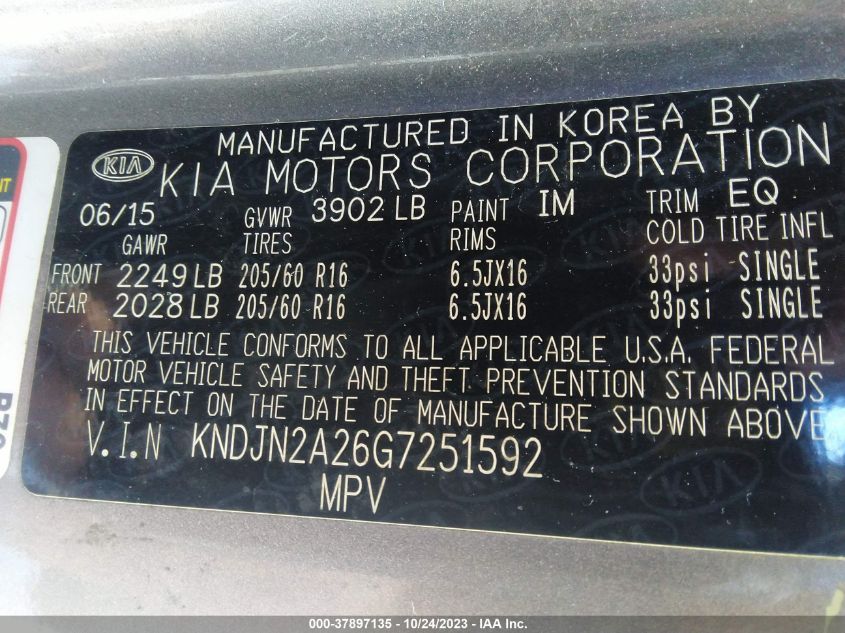 MANUFACTURED IN KOREA BY
KIA KIA MOTORS CORPORATION
06/15 GVWR 3902 LB PAINT IM TRIM EQ
GAWR TIRES RIMS COLD TIRE INFL
FRONT 2249 LB 205/60 R16 6.5JX16 33psi SINGLE
REAR 2028 LB 205/60 R16 6.5JX16 33psi SINGLE
THIS VEHICLE CONFORMS TO ALL APPLICABLE U.S.A. FEDERAL
MOTOR VEHICLE SAFETY AND THEFT PREVENTION STANDARDS
IN EFFECT ON THE DATE OF MANUFACTURE SHOWN ABOVE
V.I.N KNDJN2A26G7251592
MPV
000-37897135 - 10/24/2023 - IAA Inc.